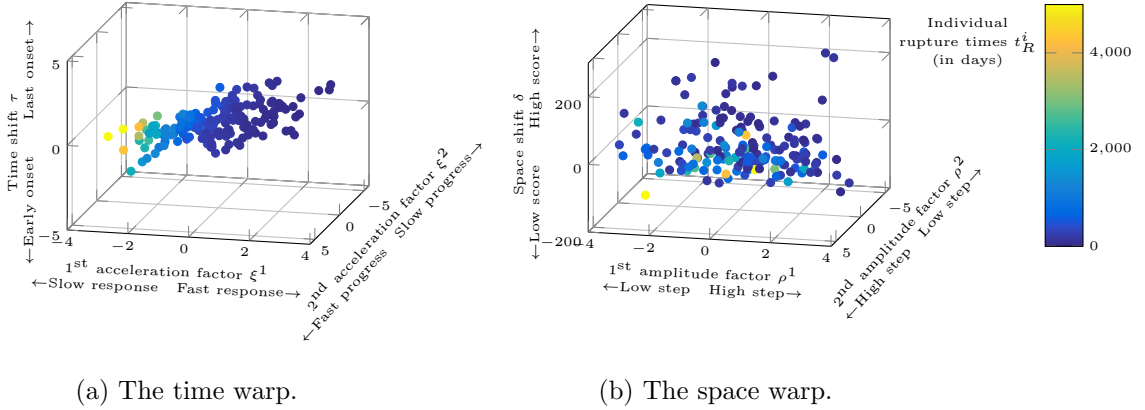 5
0
−5
←Early onset Last onset→
Time shift τ
−4
−2
0
2
4
1st acceleration factor ξ1
←Slow response Fast response→
−5
0
5
2nd acceleration factor ξ2
←Fast progress Slow progress→
(a) The time warp.
200
0
−200
←Low score High score→
Space shift δ
−4
−2
0
2
4
1st amplitude factor ρ1
←Low step High step→
−5
0
5
2nd amplitude factor ρ2
←High step Low step→
(b) The space warp.
Individual
rupture times t_R^i
(in days)
4,000
2,000
0